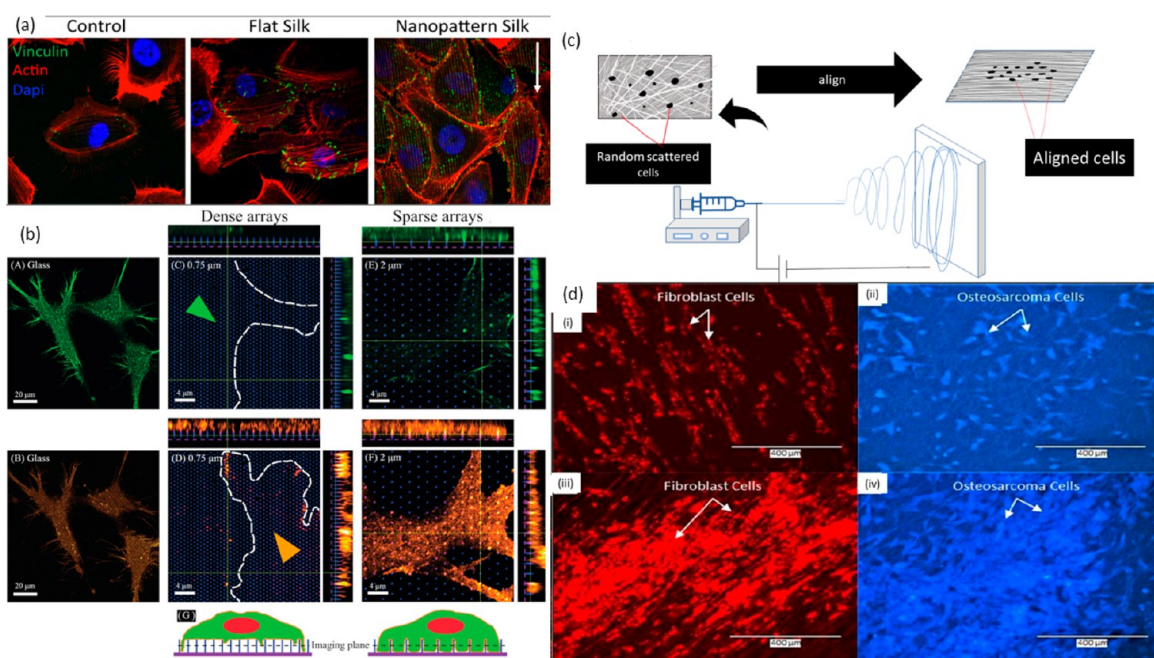 (a)
Control
Flat Silk
Nanopattern Silk
Vinculin
Actin
Dapi
(b)
Dense arrays
Sparse arrays
(A) Glass
20 μm
(C) 0.75 μm
4 μm
(E) 2 μm
4 μm
(B) Glass
20 μm
(D) 0.75 μm
4 μm
(F) 2 μm
4 μm
(G)
Imaging plane
(c)
align
Random scattered
cells
Aligned cells
(d)
(i)
Fibroblast Cells
400 μm
(ii)
Osteosarcoma Cells
400 μm
(iii)
Fibroblast Cells
400 μm
(iv)
Osteosarcoma Cells
400 μm